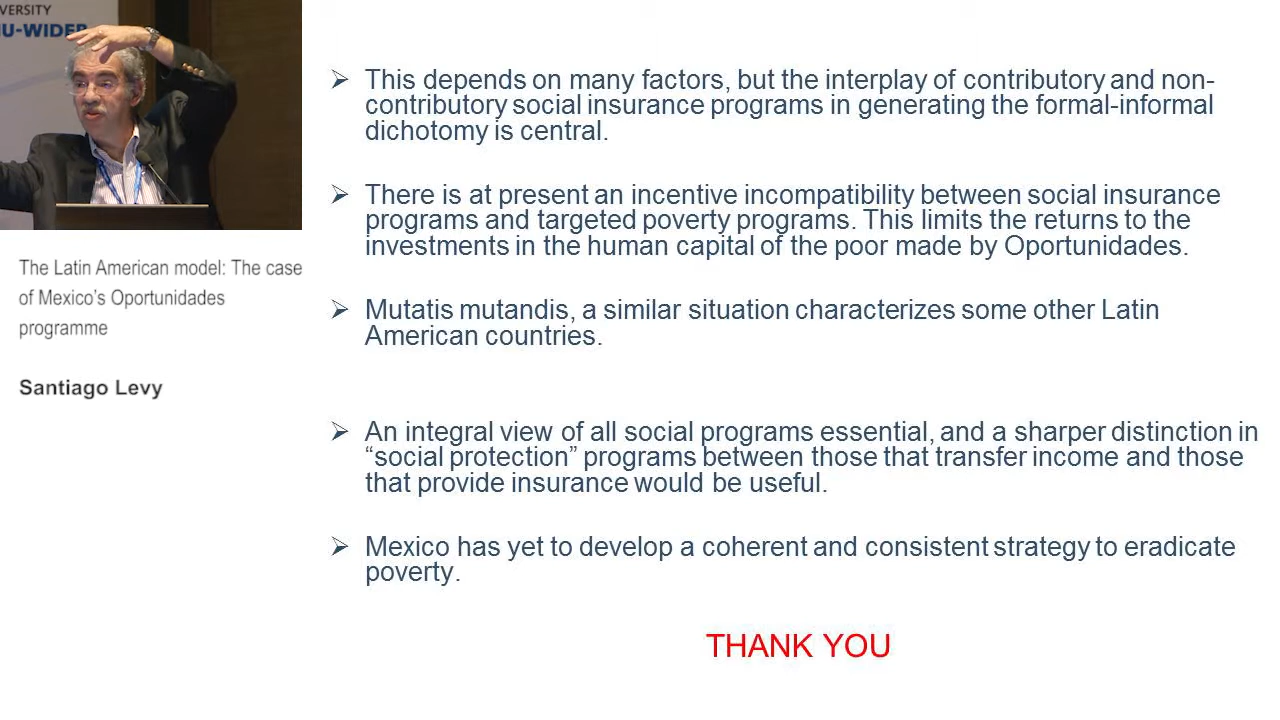 VERSITY
U-WIDER
The Latin American model: The case
of Mexico's Oportunidades
programme
Santiago Levy
This depends on many factors, but the interplay of contributory and non-
contributory social insurance programs in generating the formal-informal
dichotomy is central.
There is at present an incentive incompatibility between social insurance
programs and targeted poverty programs. This limits the returns to the
investments in the human capital of the poor made by Oportunidades.
Mutatis mutandis, a similar situation characterizes some other Latin
American countries.
An integral view of all social programs essential, and a sharper distinction in
“social protection” programs between those that transfer income and those
that provide insurance would be useful.
Mexico has yet to develop a coherent and consistent strategy to eradicate
poverty.
THANK YOU